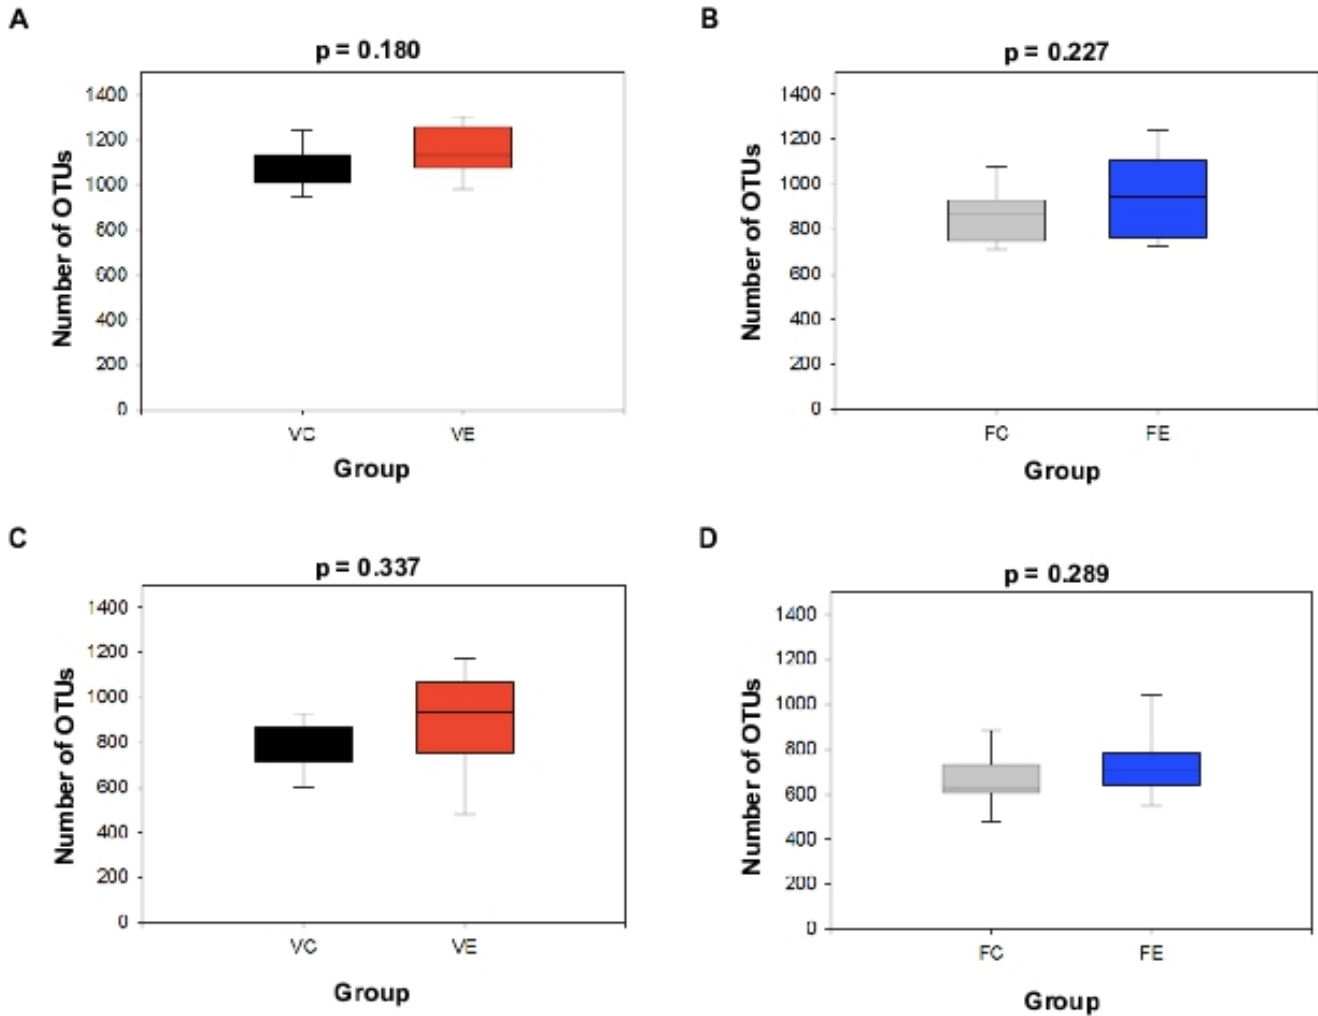 A
p = 0.180
1400
1200
1000
800
600
400
200
0
Number of OTUs
VC
VE
Group
B
p = 0.227
1400
1200
1000
800
600
400
200
0
Number of OTUs
FC
FE
Group
C
p = 0.337
1400
1200
1000
800
600
400
200
0
Number of OTUs
VC
VE
Group
D
p = 0.289
1400
1200
1000
800
600
400
200
0
Number of OTUs
FC
FE
Group